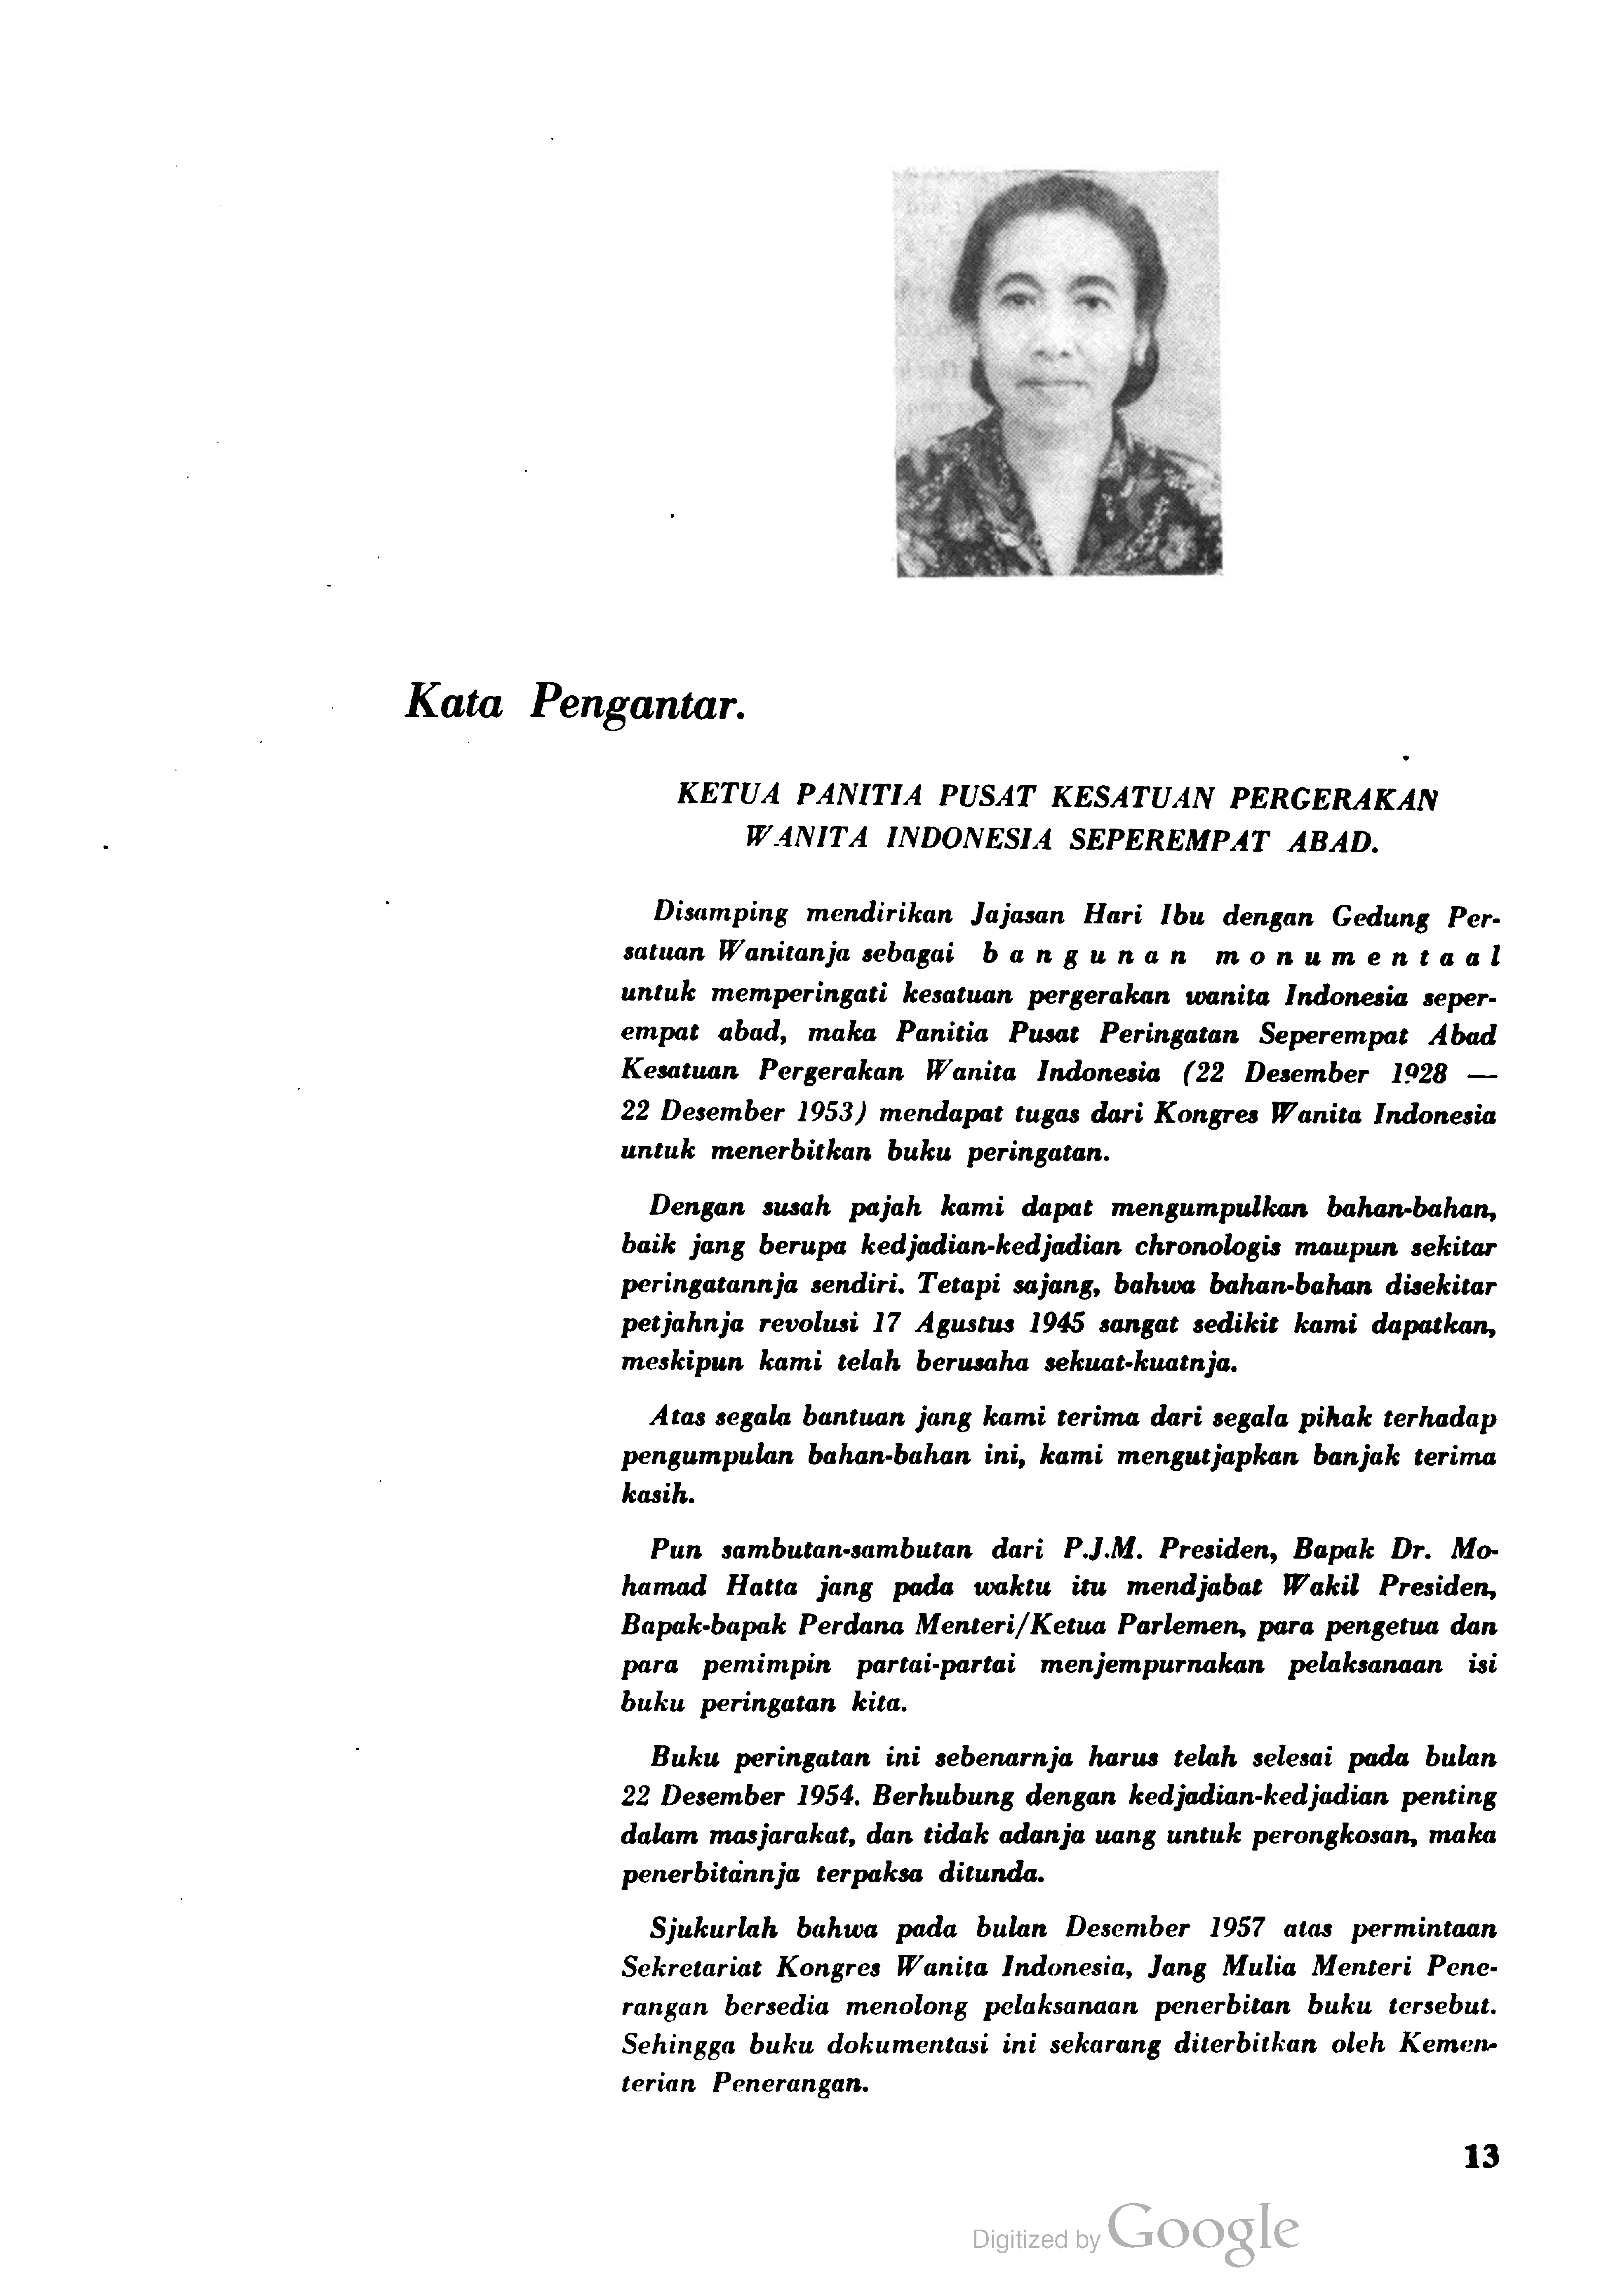 Kata Pengantar.
KETUA PANITIA PUSAT KESATUAN PERGERAKAN
WANITA INDONESIA SEPEREMPAT ABAD.
Disamping mendirikan Jajasan Hari Ibu dengan Gedung Per-
satuan Wanitanja sebagai bangunan monumentaal
untuk memperingati kesatuan pergerakan wanita Indonesia seper-
empat abad, maka Panitia Pusat Peringatan Seperempat Abad
Kesatuan Pergerakan Wanita Indonesia (22 Desember 1928 —
22 Desember 1953) mendapat tugas dari Kongres Wanita Indonesia
untuk menerbitkan buku peringatan.
Dengan susah pajah kami dapat mengumpulkan bahan-bahan,
baik jang berupa kedjadian-kedjadian chronologis maupun sekitar
peringatannja sendiri. Tetapi sajang, bahwa bahan-bahan disekitar
petjahnja revolusi 17 Agustus 1945 sangat sedikit kami dapatkan,
meskipun kami telah berusaha sekuat-kuatnja.
Atas segala bantuan jang kami terima dari segala pihak terhadap
pengumpulan bahan-bahan ini, kami mengutjapkan banjak terima
kasih.
Pun sambutan-sambutan dari P.J.M. Presiden, Bapak Dr. Mo-
hamad Hatta jang pada waktu itu mendjabat Wakil Presiden,
Bapak-bapak Perdana Menteri/Ketua Parlemen, para pengetua dan
para pemimpin partai-partai menjempurnakan pelaksanaan isi
buku peringatan kita.
Buku peringatan ini sebenarnja harus telah selesai pada bulan
22 Desember 1954. Berhubung dengan kedjadian-kedjadian penting
dalam masjarakat, dan tidak adanja uang untuk perongkosan, maka
penerbitannja terpaksa ditunda.
Sjukurlah bahwa pada bulan Desember 1957 atas permintaan
Sekretariat Kongres Wanita Indonesia, Jang Mulia Menteri Pene-
rangan bersedia menolong pelaksanaan penerbitan buku tersebut.
Sehingga buku dokumentasi ini sekarang diterbitkan oleh Kemen-
terian Penerangan.
13
Digitized by Google